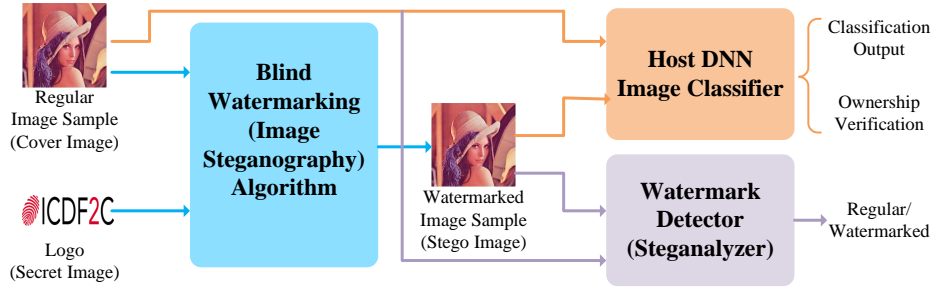 Regular
Image Sample
(Cover Image)
ICDF2C
Logo
(Secret Image)
Blind
Watermarking
(Image
Steganography)
Algorithm
Watermarked
Image Sample
(Stego Image)
Host DNN
Image Classifier
Classification
Output
Ownership
Verification
Watermark
Detector
(Steganalyzer)
Regular/
Watermarked